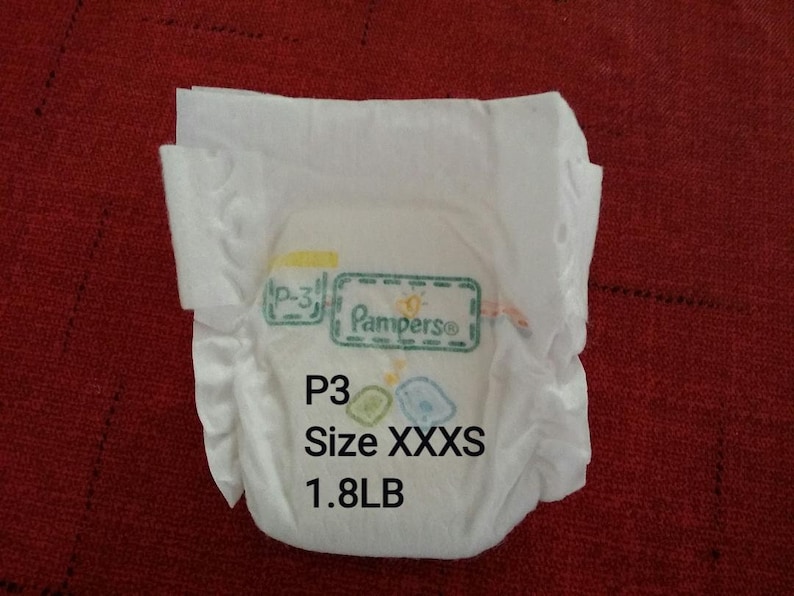 P-3
Pampers®
P3
Size XXXS
1.8LB